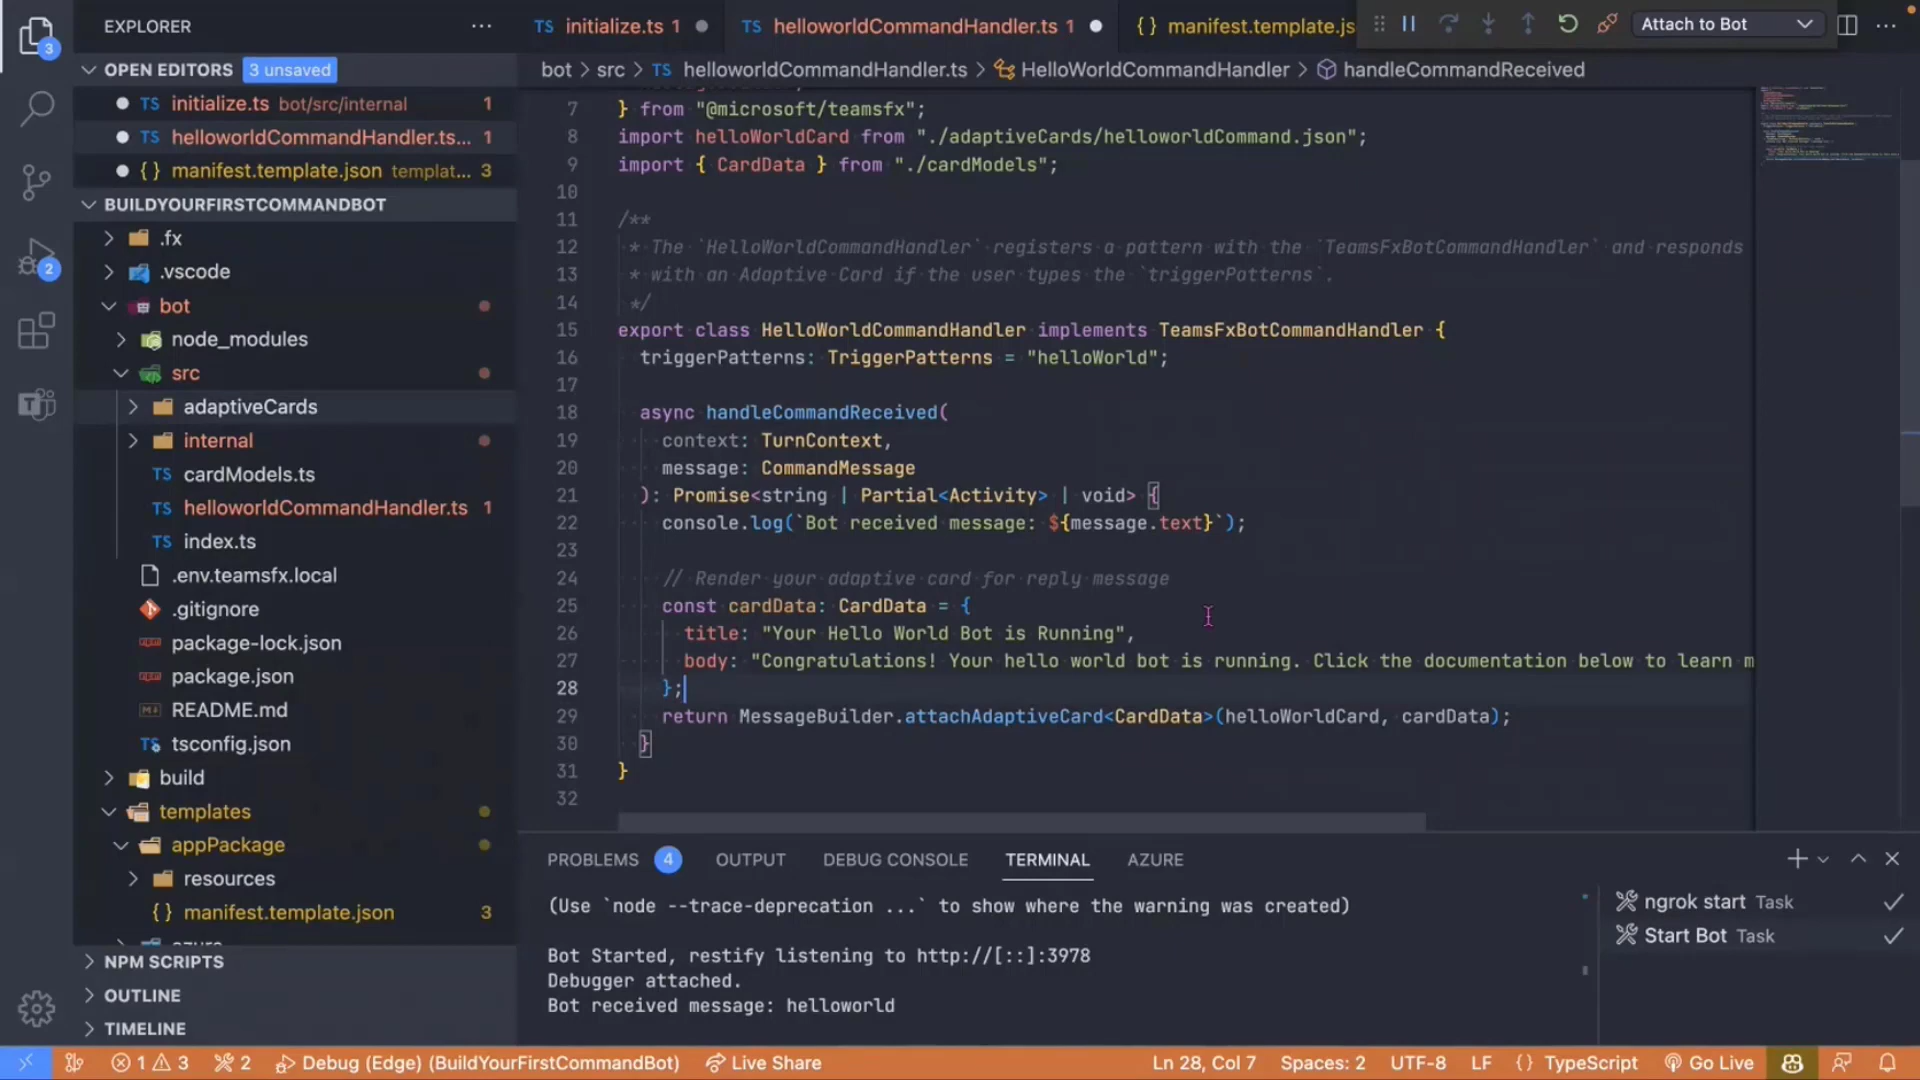 EXPLORER
TS initialize.ts 1
TS helloworldCommandHandler.ts 1
{} manifest.template.js
Attach to Bot
OPEN EDITORS 3 unsaved
bot > src > TS helloworldCommandHandler.ts > HelloWorldCommandHandler > handleCommandReceived
3
TS initialize.ts bot/src/internal 1
TS helloworldCommandHandler.ts... 1
{} manifest.template.json templat... 3
BUILDYOURFIRSTCOMMANDBOT
.fx
.vscode
2
bot
node_modules
src
adaptiveCards
internal
TS cardModels.ts
TS helloworldCommandHandler.ts 1
TS index.ts
.env.teamsfx.local
.gitignore
package-lock.json
package.json
README.md
TS tsconfig.json
build
templates
appPackage
resources
{} manifest.template.json 3
NPM SCRIPTS
OUTLINE
TIMELINE
7 } from "@microsoft/teamsfx";
8 import helloWorldCard from "./adaptiveCards/helloworldCommand.json";
9 import { CardData } from "./cardModels";
10
11 /**
12 * The `HelloWorldCommandHandler` registers a pattern with the `TeamsFxBotCommandHandler` and responds
13 * with an Adaptive Card if the user types the `triggerPatterns`.
14 */
15 export class HelloWorldCommandHandler implements TeamsFxBotCommandHandler {
16 triggerPatterns: TriggerPatterns = "helloWorld";
17
18 async handleCommandReceived(
19 context: TurnContext,
20 message: CommandMessage
21 ): Promise<string | Partial<Activity> | void> {
22 console.log(`Bot received message: ${message.text}`);
23
24 // Render your adaptive card for reply message
25 const cardData: CardData = {
26 title: "Your Hello World Bot is Running",
27 body: "Congratulations! Your hello world bot is running. Click the documentation below to learn m
28 };
29 return MessageBuilder.attachAdaptiveCard<CardData>(helloWorldCard, cardData);
30 }
31 }
32
PROBLEMS 4 OUTPUT DEBUG CONSOLE TERMINAL AZURE
(Use `node --trace-deprecation ...` to show where the warning was created)
Bot Started, restify listening to http://[::]:3978
Debugger attached.
Bot received message: helloworld
ngrok start Task
Start Bot Task
1 3 2 Debug (Edge) (BuildYourFirstCommandBot) Live Share Ln 28, Col 7 Spaces: 2 UTF-8 LF {} TypeScript Go Live